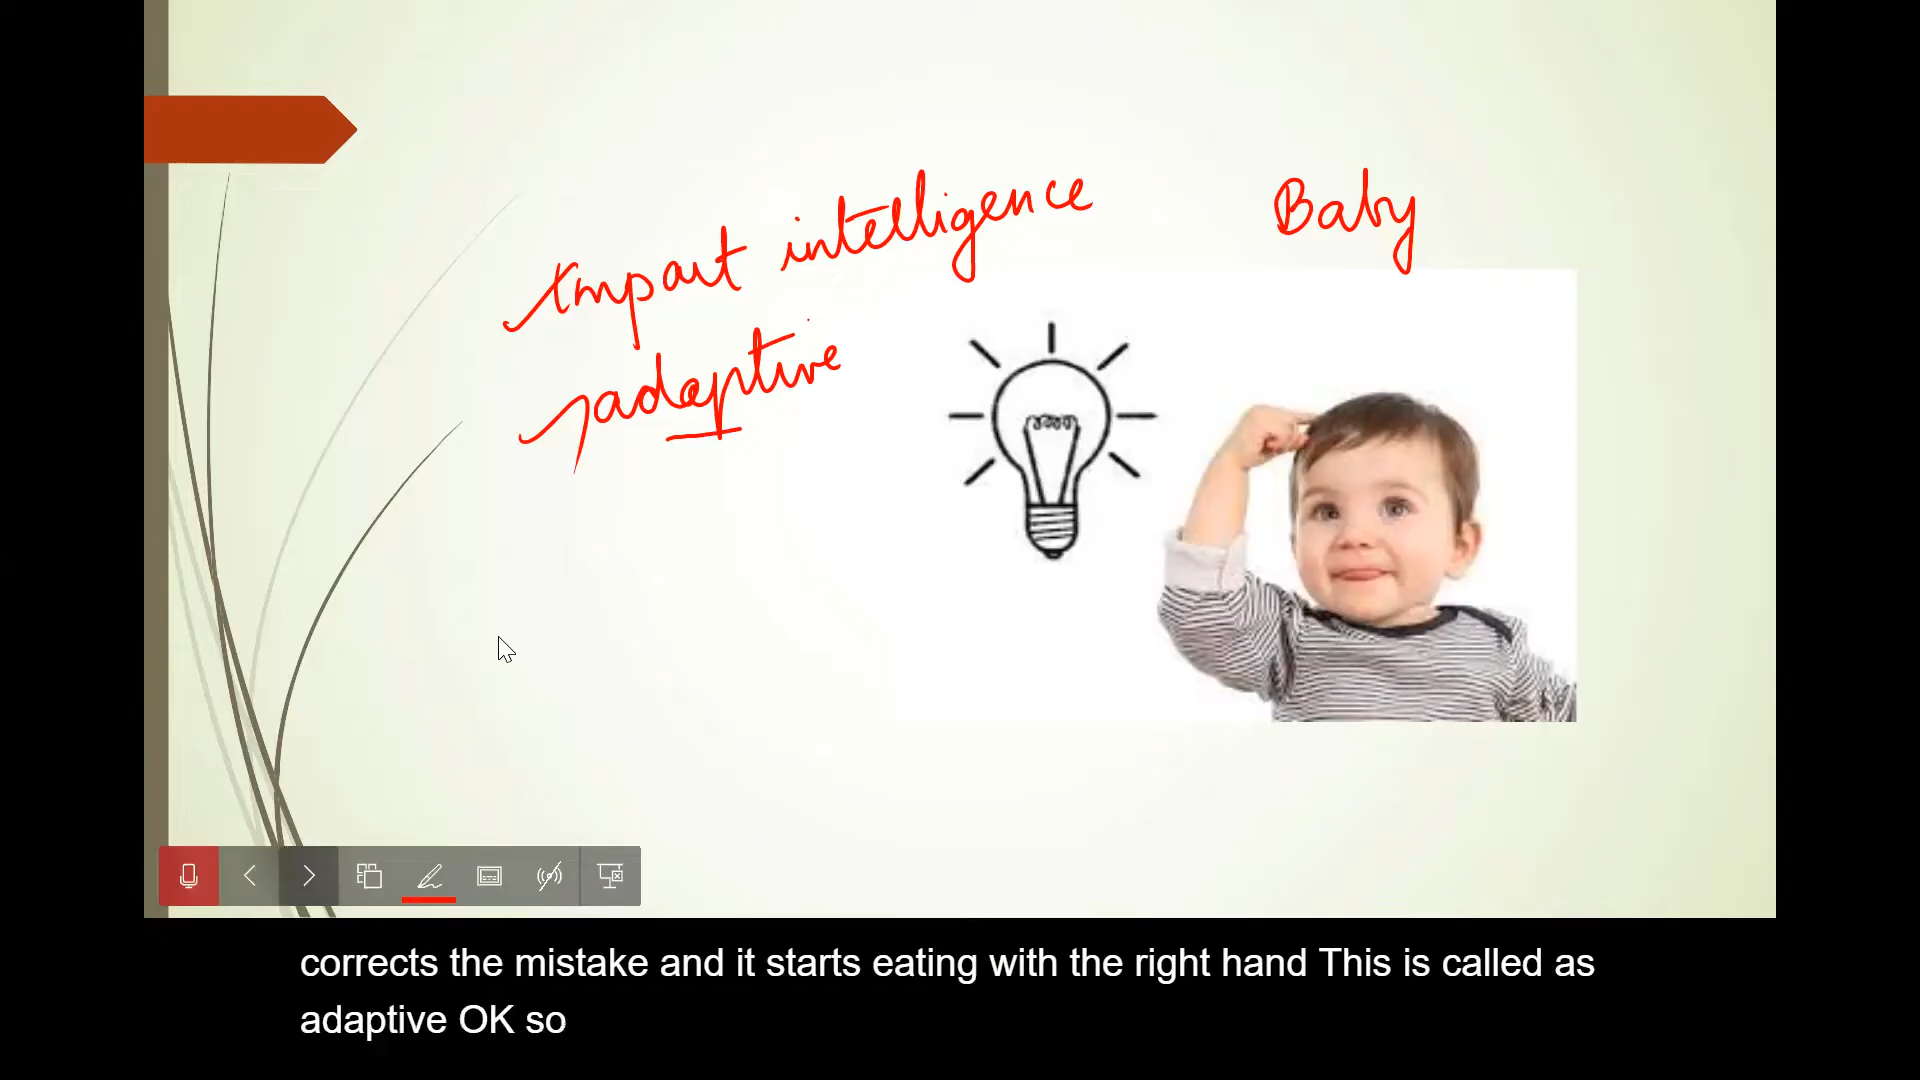 Impart intelligence
Baby
adaptive
corrects the mistake and it starts eating with the right hand This is called as
adaptive OK so